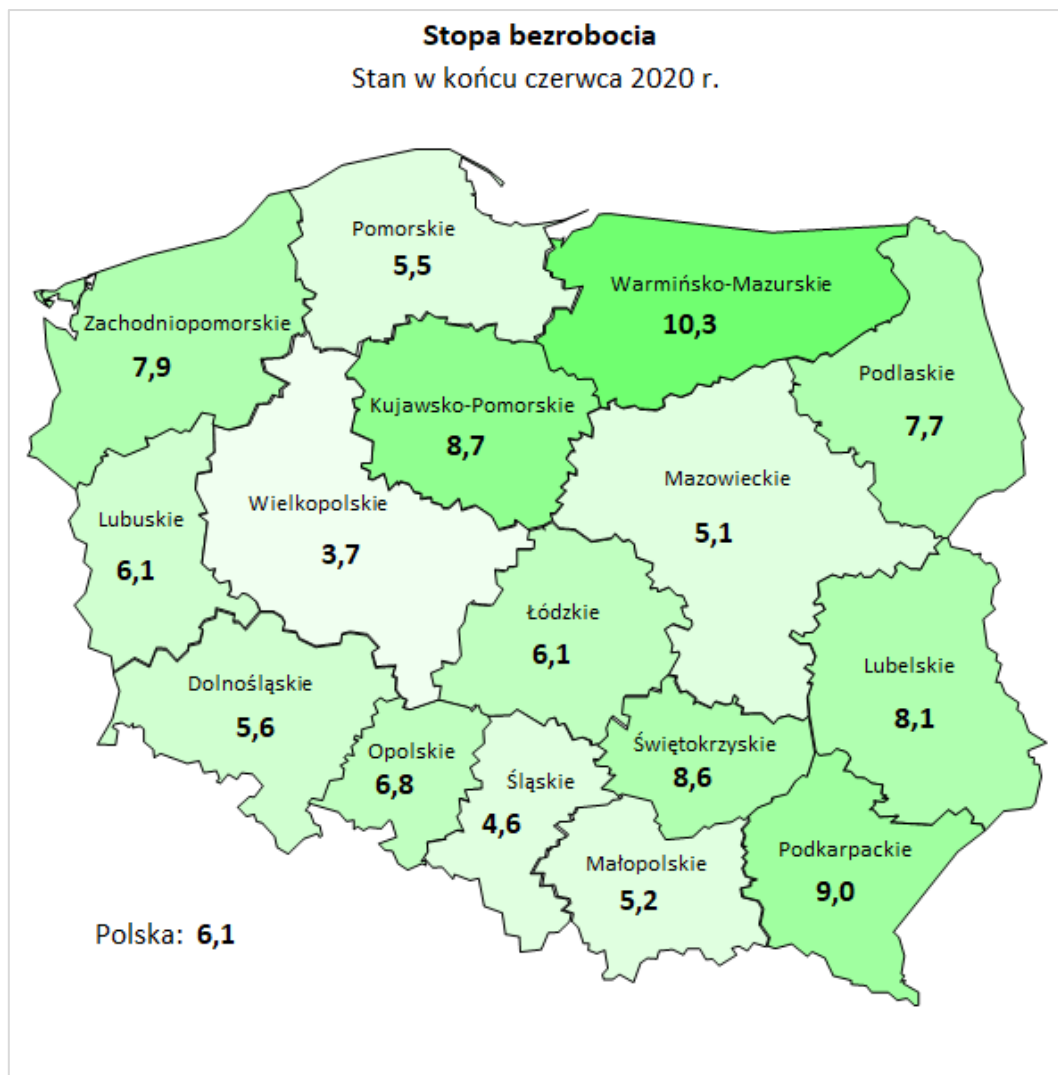 Stopa bezrobocia
Stan w końcu czerwca 2020 r.
Pomorskie
5,5
Warmińsko-Mazurskie
10,3
Zachodniopomorskie
7,9
Podlaskie
7,7
Kujawsko-Pomorskie
8,7
Mazowieckie
5,1
Wielkopolskie
3,7
Lubuskie
6,1
Łódzkie
6,1
Lubelskie
8,1
Dolnośląskie
5,6
Opolskie
6,8
Śląskie
4,6
Świętokrzyskie
8,6
Małopolskie
5,2
Podkarpackie
9,0
Polska: 6,1